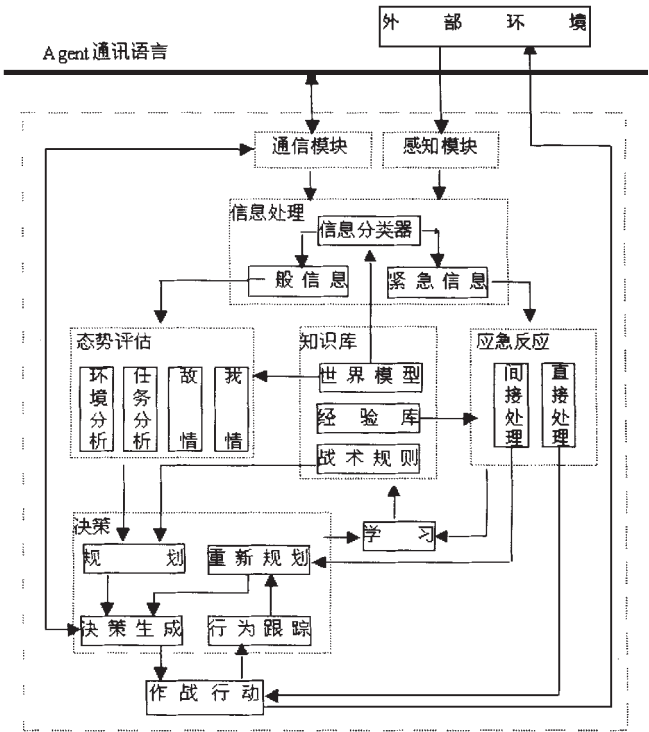 外部环境
Agent通讯语言
通信模块
感知模块
信息处理
信息分类器
一般信息
紧急信息
态势评估
知识库
应急反应
环境分析
任务分析
敌情
我情
世界模型
经验库
战术规则
间接处理
直接处理
决策
学习
规划
重新规划
决策生成
行为跟踪
作战行动